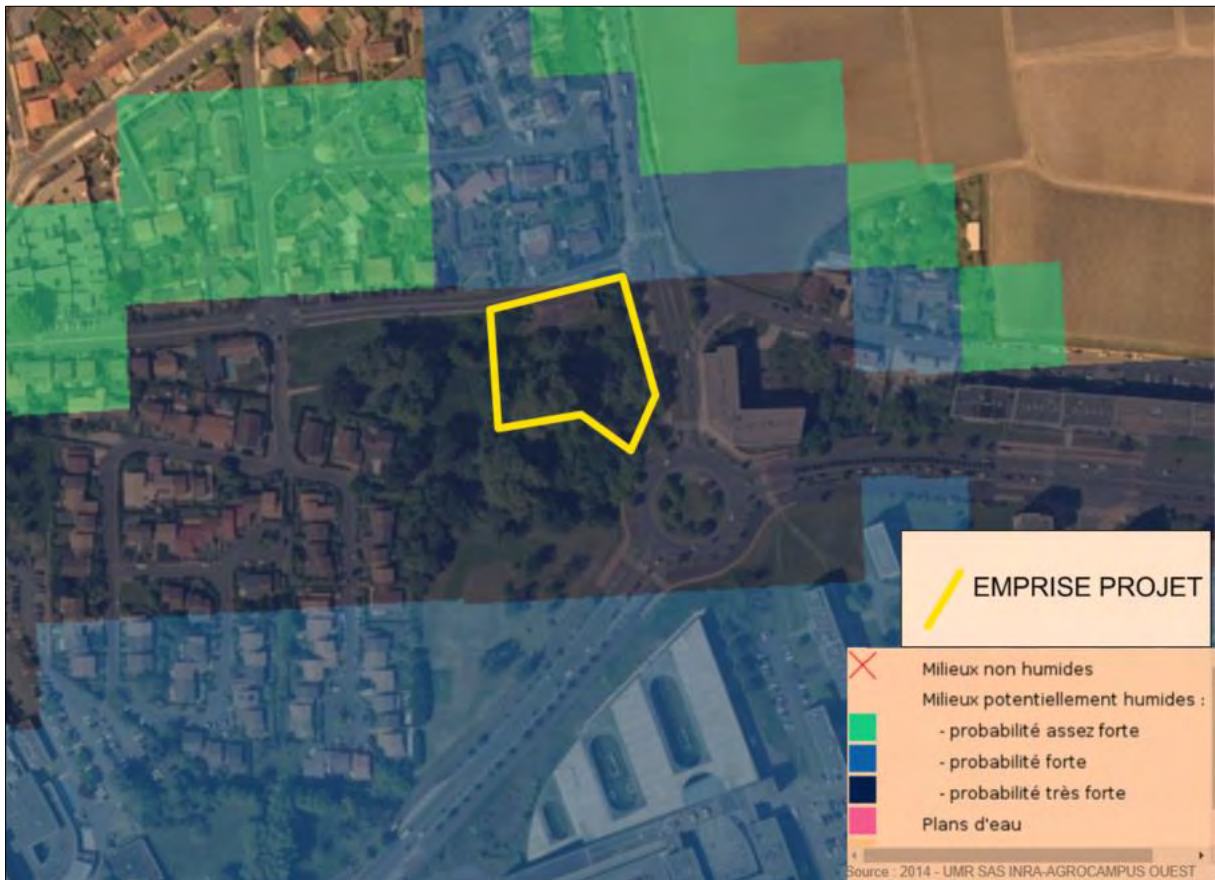 EMPRISE PROJET
Milieux non humides
Milieux potentiellement humides :
- probabilité assez forte
- probabilité forte
- probabilité très forte
Plans d'eau
Source : 2014 - UMR SAS INRA-AGROCAMPUS OUEST